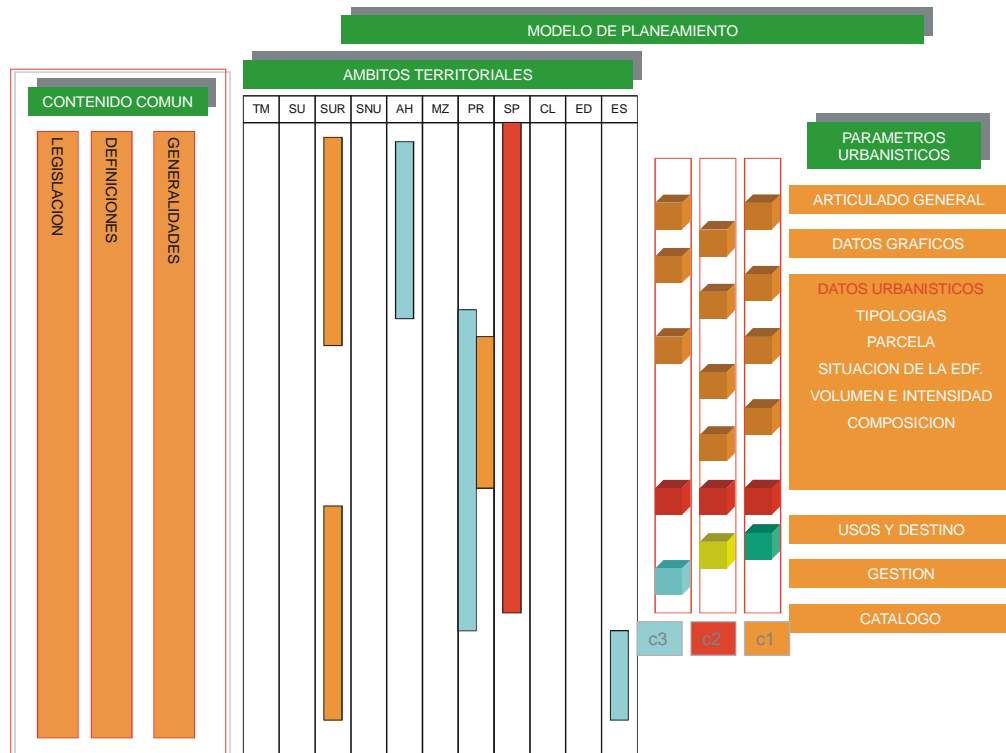 MODELO DE PLANEAMIENTO
AMBITOS TERRITORIALES
CONTENIDO COMUN
TM SU SUR SNU AH MZ PR SP CL ED ES
LEGISLACION
DEFINICIONES
GENERALIDADES
PARAMETROS
URBANISTICOS
ARTICULADO GENERAL
DATOS GRAFICOS
DATOS URBANISTICOS
TIPOLOGIAS
PARCELA
SITUACION DE LA EDF.
VOLUMEN E INTENSIDAD
COMPOSICION
USOS Y DESTINO
GESTION
CATALOGO
c3 c2 c1